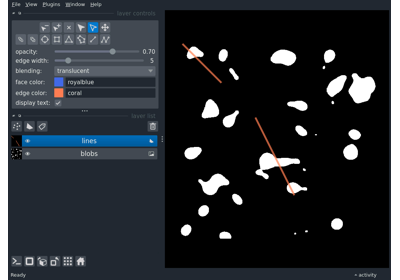 File View Plugins Window Help
layer controls
opacity: 0.70
edge width: 5
blending: translucent
face color: royalblue
edge color: coral
display text:
layer list
lines
blobs
Ready
activity